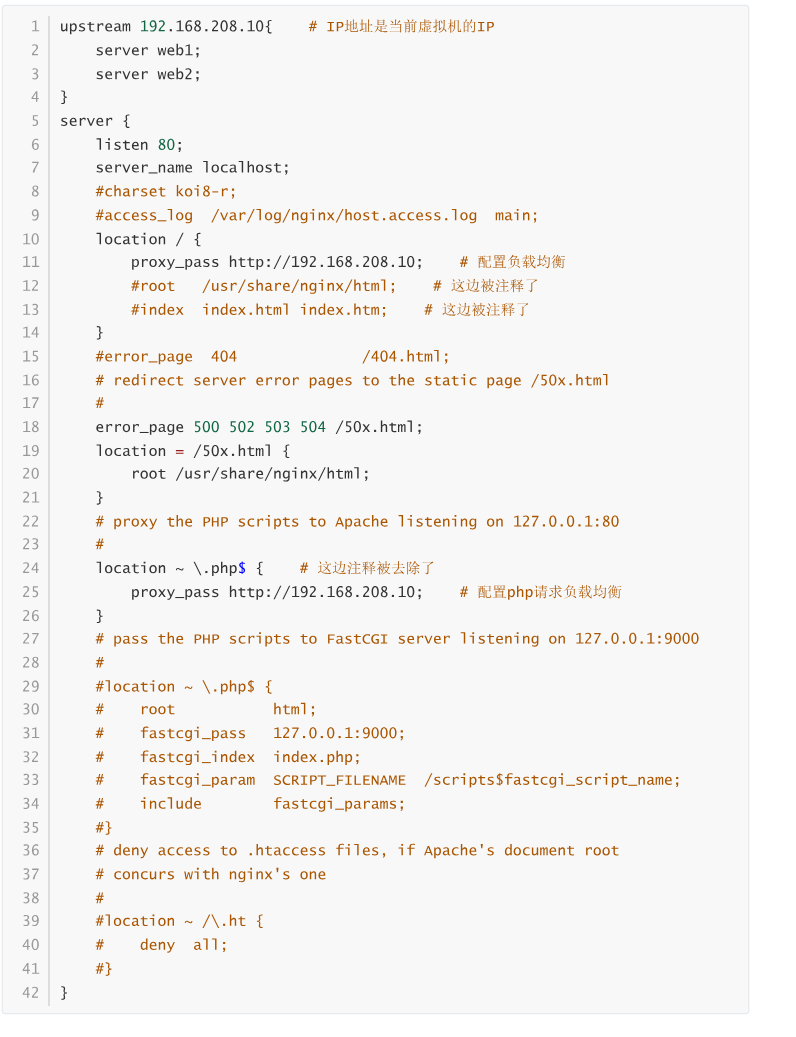 1 upstream 192.168.208.10{    # IP地址是当前虚拟机的IP
2     server web1;
3     server web2;
4 }
5 server {
6     listen 80;
7     server_name localhost;
8     #charset koi8-r;
9     #access_log  /var/log/nginx/host.access.log  main;
10     location / {
11         proxy_pass http://192.168.208.10;    # 配置负载均衡
12         #root   /usr/share/nginx/html;    # 这边被注释了
13         #index  index.html index.htm;    # 这边被注释了
14     }
15     #error_page  404              /404.html;
16     # redirect server error pages to the static page /50x.html
17     #
18     error_page 500 502 503 504 /50x.html;
19     location = /50x.html {
20         root /usr/share/nginx/html;
21     }
22     # proxy the PHP scripts to Apache listening on 127.0.0.1:80
23     #
24     location ~ \.php$ {    # 这边注释被去除了
25         proxy_pass http://192.168.208.10;    # 配置php请求负载均衡
26     }
27     # pass the PHP scripts to FastCGI server listening on 127.0.0.1:9000
28     #
29     #location ~ \.php$ {
30     #    root           html;
31     #    fastcgi_pass   127.0.0.1:9000;
32     #    fastcgi_index  index.php;
33     #    fastcgi_param  SCRIPT_FILENAME  /scripts$fastcgi_script_name;
34     #    include        fastcgi_params;
35     #}
36     # deny access to .htaccess files, if Apache's document root
37     # concurs with nginx's one
38     #
39     #location ~ /\.ht {
40     #    deny  all;
41     #}
42 }